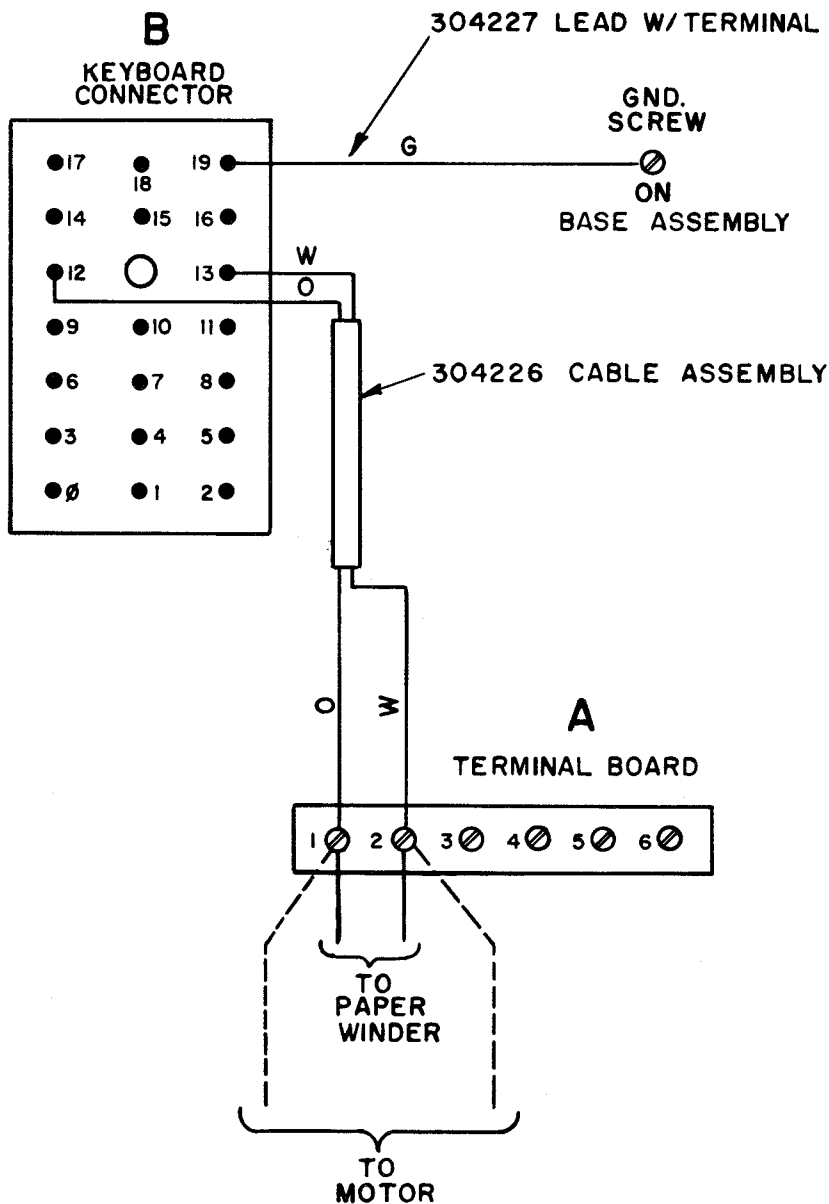 304227 LEAD W/TERMINAL
B
KEYBOARD
CONNECTOR
GND.
SCREW
G
ON
BASE ASSEMBLY
17 18 19
14 15 16
12 13
W
O
9 10 11
6 7 8
304226 CABLE ASSEMBLY
3 4 5
Ø 1 2
O W
A
TERMINAL BOARD
1 2 3 4 5 6
TO
PAPER
WINDER
TO
MOTOR